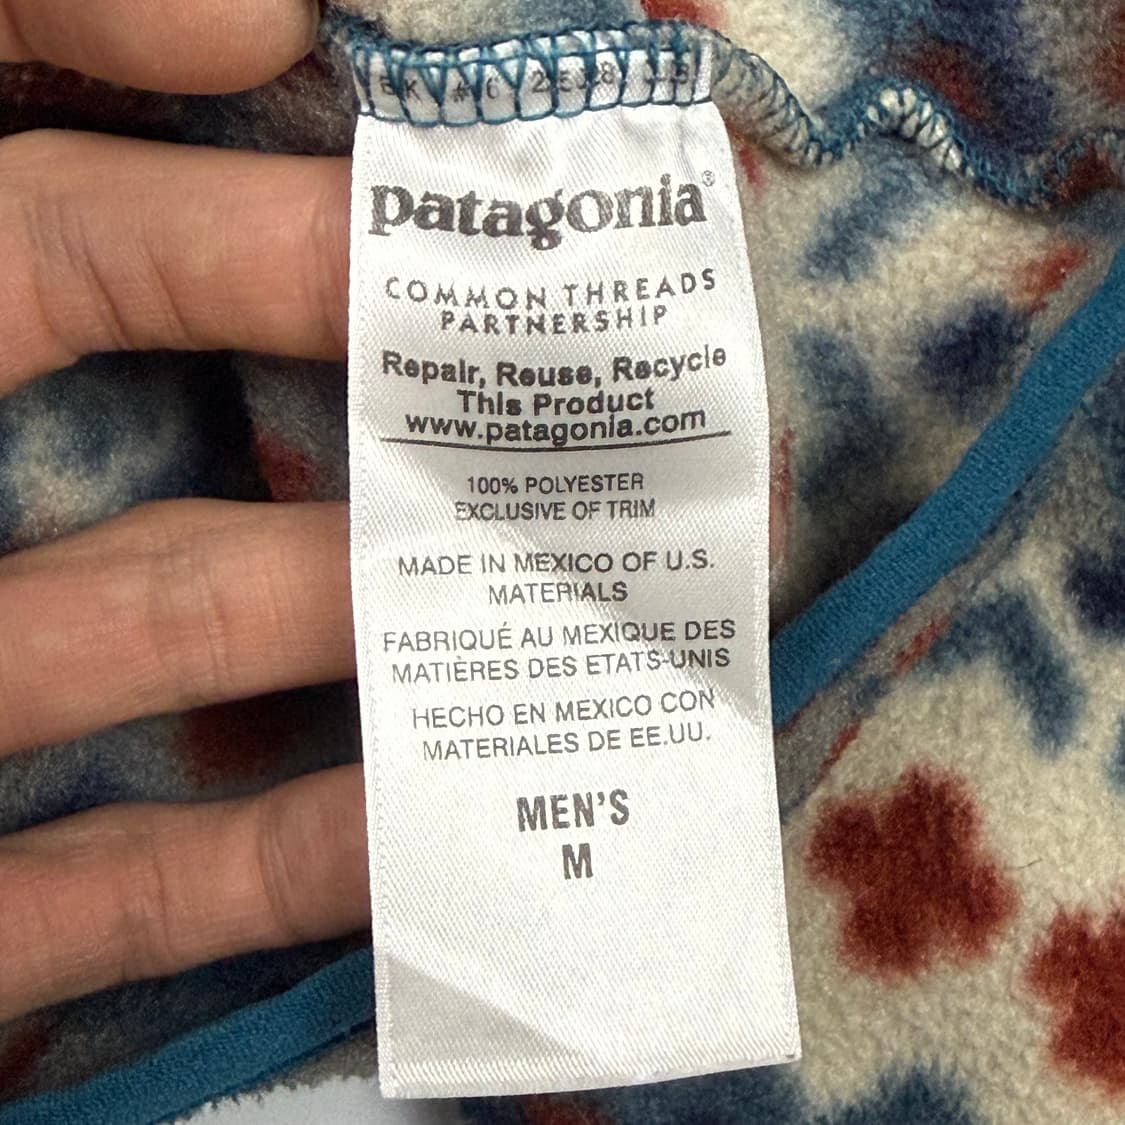 patagonia®
COMMON THREADS
PARTNERSHIP
Repair, Reuse, Recycle
This Product
www.patagonia.com
100% POLYESTER
EXCLUSIVE OF TRIM
MADE IN MEXICO OF U.S.
MATERIALS
FABRIQUÉ AU MEXIQUE DES
MATIÈRES DES ETATS-UNIS
HECHO EN MEXICO CON
MATERIALES DE EE.UU.
MEN'S
M